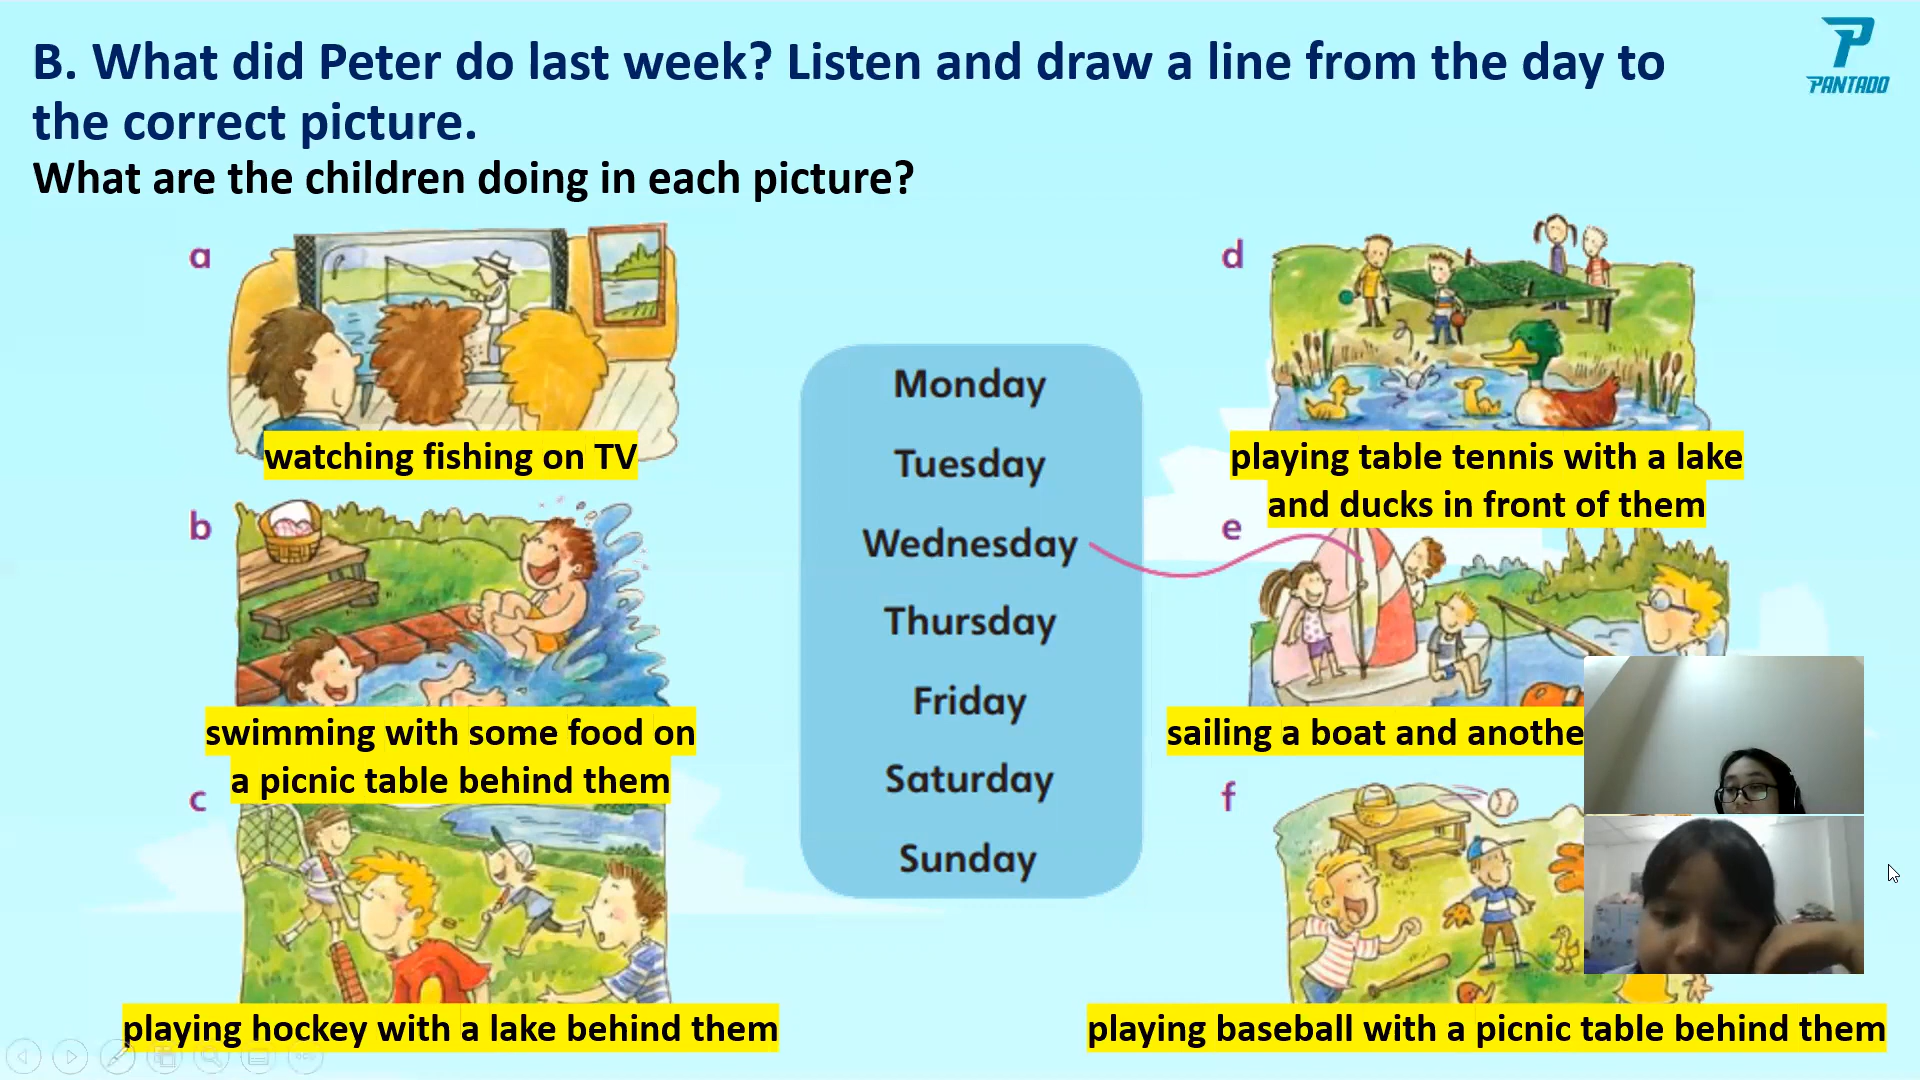 B. What did Peter do last week? Listen and draw a line from the day to
the correct picture.
What are the children doing in each picture?
PANTADO
a
watching fishing on TV
b
swimming with some food on
a picnic table behind them
c
playing hockey with a lake behind them
Monday
Tuesday
Wednesday
Thursday
Friday
Saturday
Sunday
d
playing table tennis with a lake
and ducks in front of them
e
sailing a boat and
f
playing baseball with a picnic table behind them